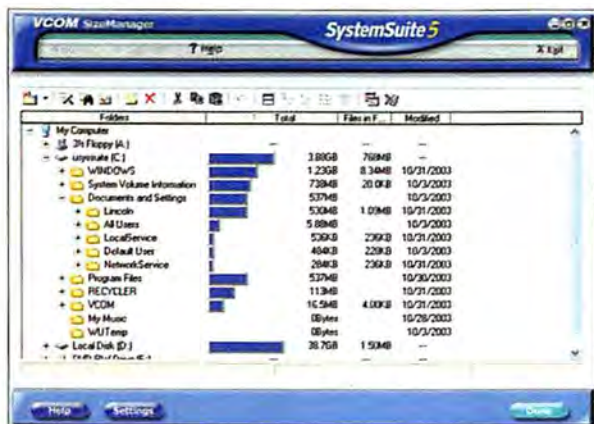 VCOM SizeManager SystemSuite 5
? Help X Exit
Folders Total Files in F... Modified
My Computer
3½ Floppy (A:) -- -- --
(C:) 3.88GB 768MB --
WINDOWS 1.23GB 8.34MB 10/31/2003
System Volume Information 738MB 20.0KB 10/3/2003
Documents and Settings 537MB 10/3/2003
Lincoln 530MB 1.09MB 10/31/2003
All Users 5.88MB 10/3/2003
LocalService 536KB 236KB 10/31/2003
Default User 484KB 228KB 10/3/2003
NetworkService 284KB 236KB 10/31/2003
Program Files 537MB 10/30/2003
RECYCLER 113MB 10/31/2003
VCOM 16.5MB 4.00KB 10/31/2003
My Music 0Bytes 10/28/2003
WUTemp 0Bytes 10/3/2003
Local Disk (D:) 38.7GB 1.50MB --
Help Settings Done